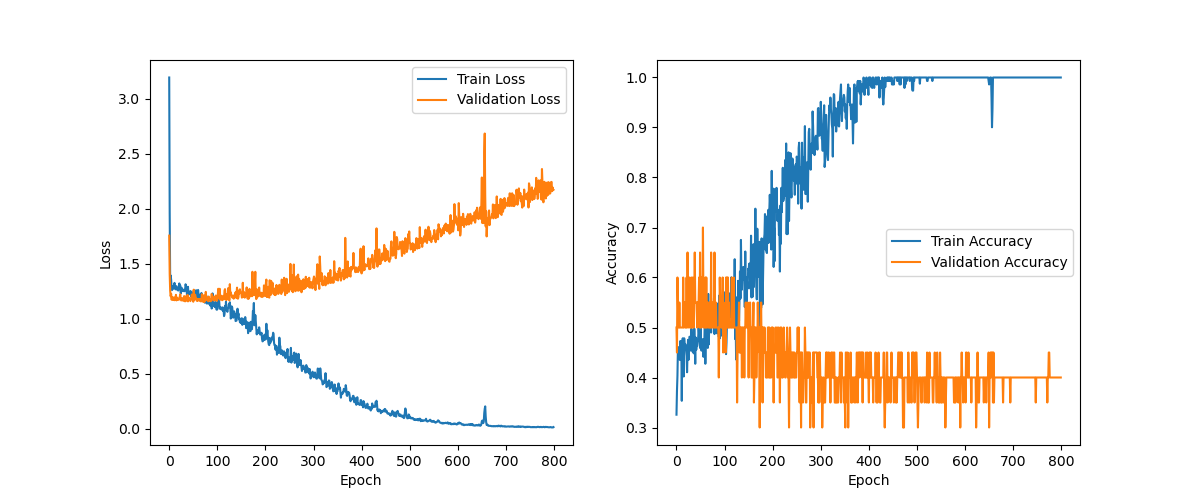 Train Loss
Validation Loss
3.0
2.5
2.0
1.5
1.0
0.5
0.0
Loss
0 100 200 300 400 500 600 700 800
Epoch
Train Accuracy
Validation Accuracy
1.0
0.9
0.8
0.7
0.6
0.5
0.4
0.3
Accuracy
0 100 200 300 400 500 600 700 800
Epoch